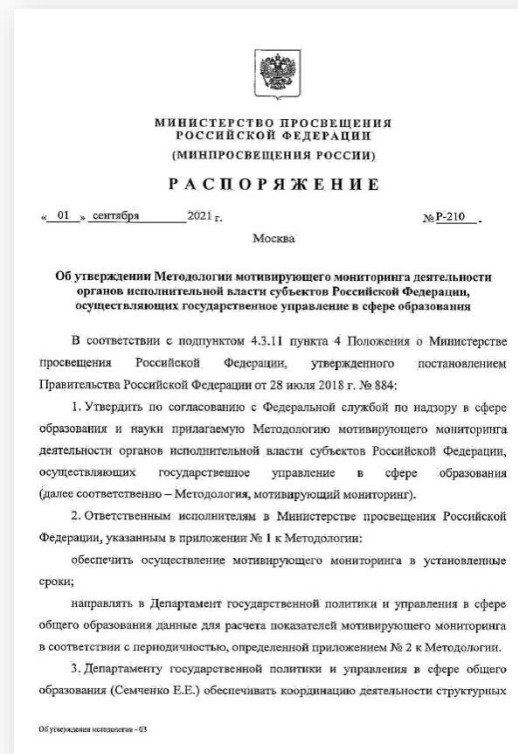 МИНИСТЕРСТВО ПРОСВЕЩЕНИЯ
РОССИЙСКОЙ ФЕДЕРАЦИИ
(МИНПРОСВЕЩЕНИЯ РОССИИ)
РАСПОРЯЖЕНИЕ
« 01 » сентября 2021 г. № Р-210 .
Москва
Об утверждении Методологии мотивирующего мониторинга деятельности
органов исполнительной власти субъектов Российской Федерации,
осуществляющих государственное управление в сфере образования
В соответствии с подпунктом 4.3.11 пункта 4 Положения о Министерстве
просвещения Российской Федерации, утвержденного постановлением
Правительства Российской Федерации от 28 июля 2018 г. № 884:
1. Утвердить по согласованию с Федеральной службой по надзору в сфере
образования и науки прилагаемую Методологию мотивирующего мониторинга
деятельности органов исполнительной власти субъектов Российской Федерации,
осуществляющих государственное управление в сфере образования
(далее соответственно – Методология, мотивирующий мониторинг).
2. Ответственным исполнителям в Министерстве просвещения Российской
Федерации, указанным в приложении № 1 к Методологии:
обеспечить осуществление мотивирующего мониторинга в установленные
сроки;
направлять в Департамент государственной политики и управления в сфере
общего образования данные для расчета показателей мотивирующего мониторинга
в соответствии с периодичностью, определенной приложением № 2 к Методологии.
3. Департаменту государственной политики и управления в сфере общего
образования (Семченко Е.Е.) обеспечивать координацию деятельности структурных
Об утверждении методологии - 03